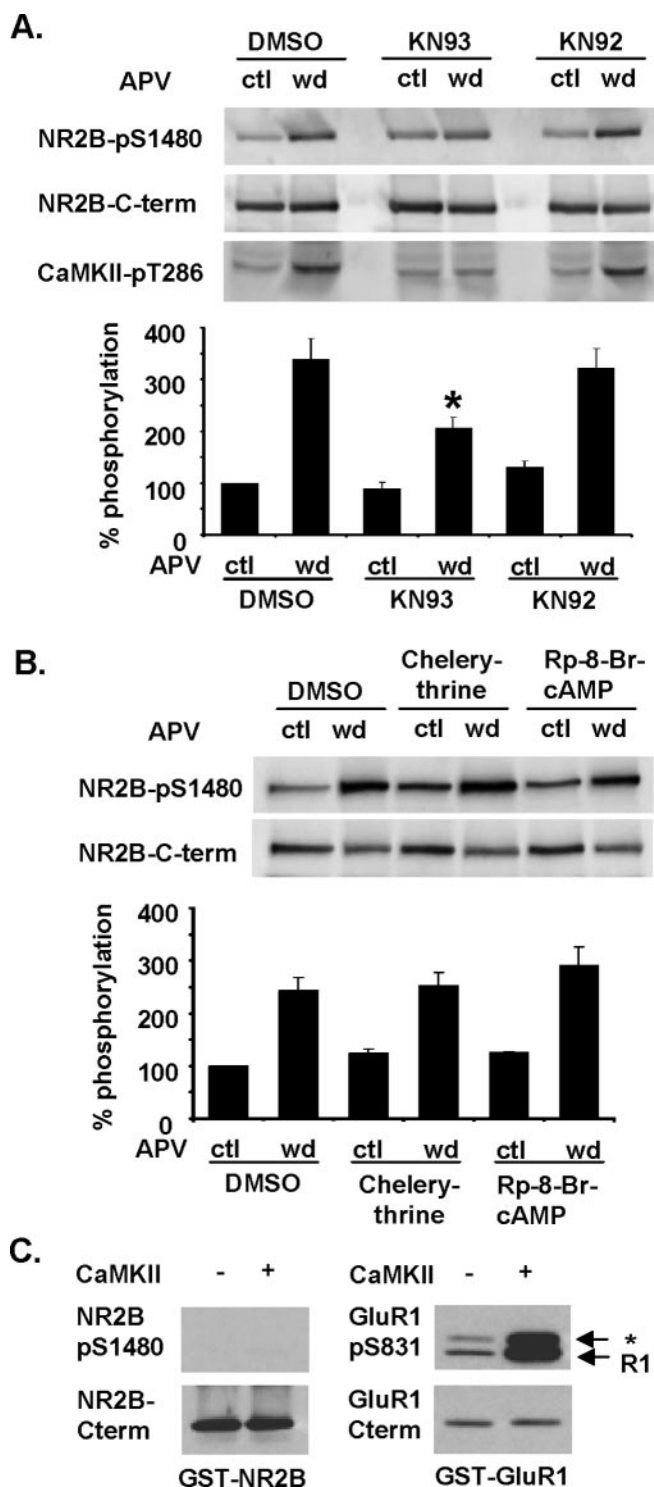 A.
DMSO KN93 KN92
APV ctl wd ctl wd ctl wd
NR2B-pS1480
NR2B-C-term
CaMKII-pT286
% phosphorylation
400
300
200
100
0
APV ctl wd ctl wd ctl wd
DMSO KN93 KN92
*
B.
DMSO Chelery-thrine Rp-8-Br-cAMP
APV ctl wd ctl wd ctl wd
NR2B-pS1480
NR2B-C-term
% phosphorylation
400
300
200
100
0
APV ctl wd ctl wd ctl wd
DMSO Chelery-thrine Rp-8-Br-cAMP
C.
CaMKII - +
NR2B
pS1480
NR2B-
Cterm
GST-NR2B
CaMKII - +
GluR1
pS831
*
R1
GluR1
Cterm
GST-GluR1